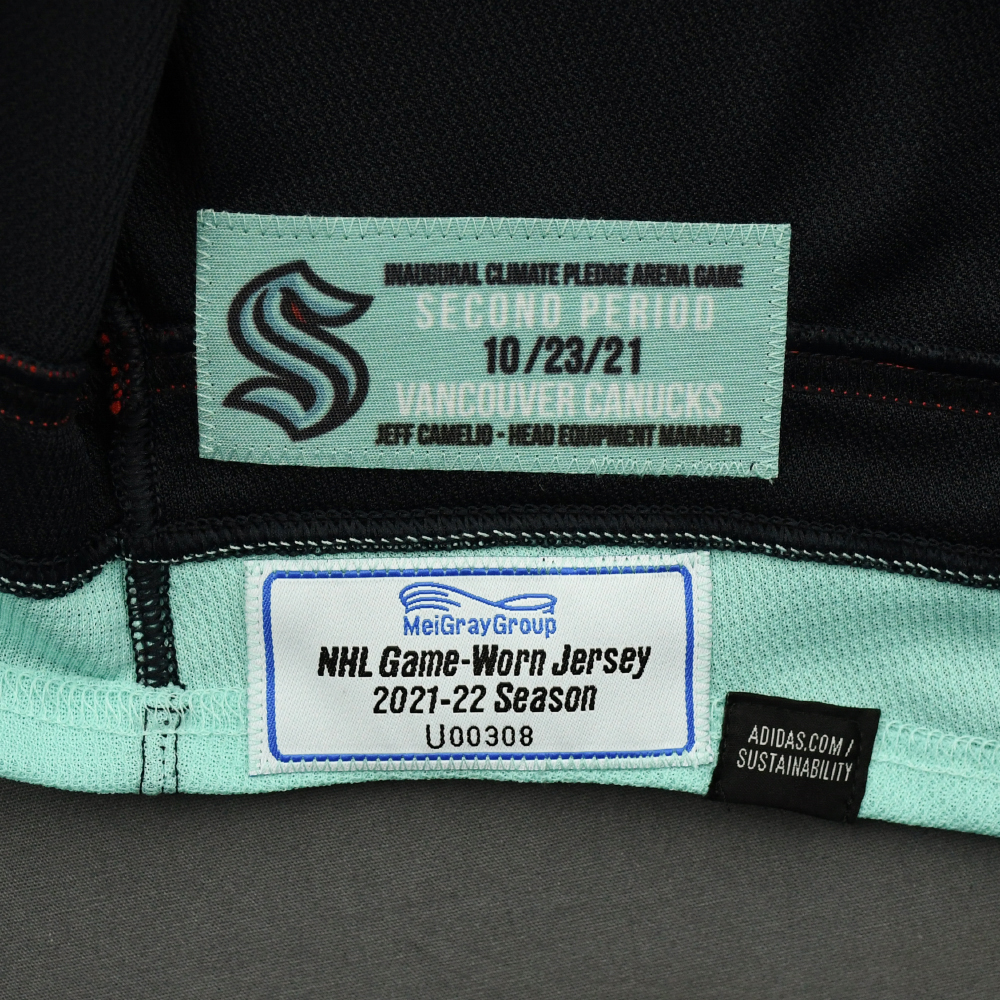 INAUGURAL CLIMATE PLEDGE ARENA GAME
SECOND PERIOD
10/23/21
VANCOUVER CANUCKS
JEFF CAMELIO - HEAD EQUIPMENT MANAGER
MeiGrayGroup
NHL Game-Worn Jersey
2021-22 Season
U00308
ADIDAS.COM/
SUSTAINABILITY